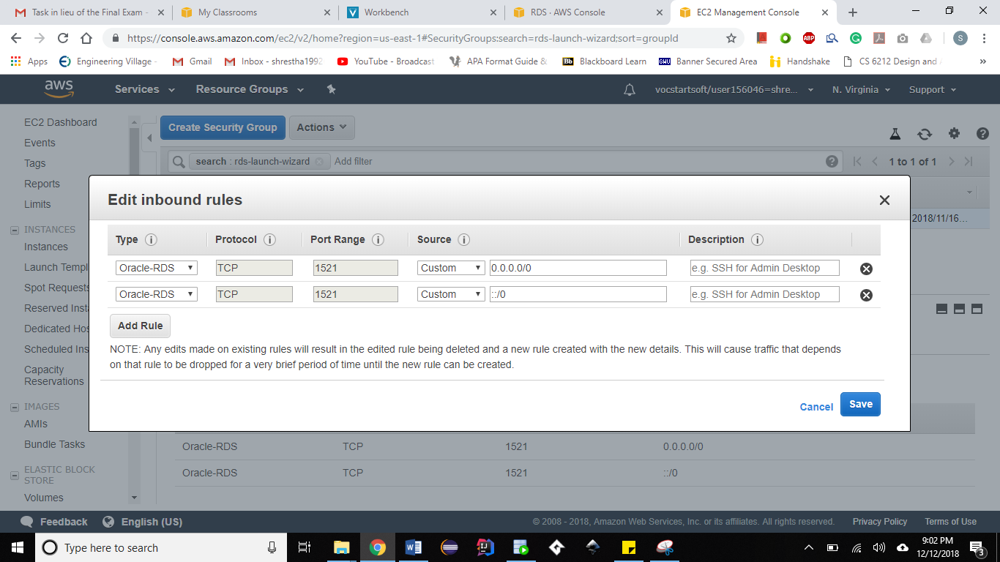 Task in lieu of the Final Exam -
My Classrooms
Workbench
RDS · AWS Console
EC2 Management Console
https://console.aws.amazon.com/ec2/v2/home?region=us-east-1#SecurityGroups:search=rds-launch-wizard;sort=groupId
ABP
G
S
Apps
Engineering Village -
Gmail
Inbox - shrestha1992
YouTube - Broadcast
APA Format Guide &
Bb Blackboard Learn
GWU Banner Secured Area
Handshake
CS 6212 Design and
»
aws
Services
Resource Groups
vocstartsoft/user156046=shre...
N. Virginia
Support
EC2 Dashboard
Events
Tags
Reports
Limits
INSTANCES
Instances
Launch Templ
Spot Requests
Reserved Insta
Dedicated Hos
Scheduled Ins
Capacity
Reservations
IMAGES
AMIs
Bundle Tasks
ELASTIC BLOCK
STORE
Volumes
Create Security Group
Actions
search : rds-launch-wizard
Add filter
1 to 1 of 1
2018/11/16...
Edit inbound rules
Type
Protocol
Port Range
Source
Description
Oracle-RDS TCP 1521 Custom 0.0.0.0/0 e.g. SSH for Admin Desktop
Oracle-RDS TCP 1521 Custom ::/0 e.g. SSH for Admin Desktop
Add Rule
NOTE: Any edits made on existing rules will result in the edited rule being deleted and a new rule created with the new details. This will cause traffic that depends
on that rule to be dropped for a very brief period of time until the new rule can be created.
Cancel
Save
Oracle-RDS TCP 1521 0.0.0.0/0
Oracle-RDS TCP 1521 ::/0
Feedback
English (US)
© 2008 - 2018, Amazon Web Services, Inc. or its affiliates. All rights reserved.
Privacy Policy
Terms of Use
Type here to search
9:02 PM
12/12/2018
3